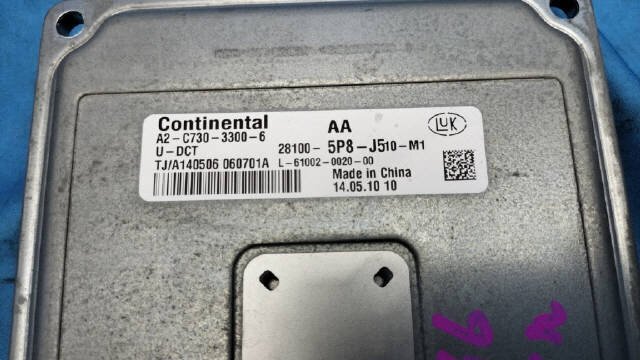 Continental AA LUK
A2-C730-3300-6
U-DCT 28100-5P8-J510-M1
TJ/A140506 060701A L-61002-0020-00
Made in China
14.05.10 10